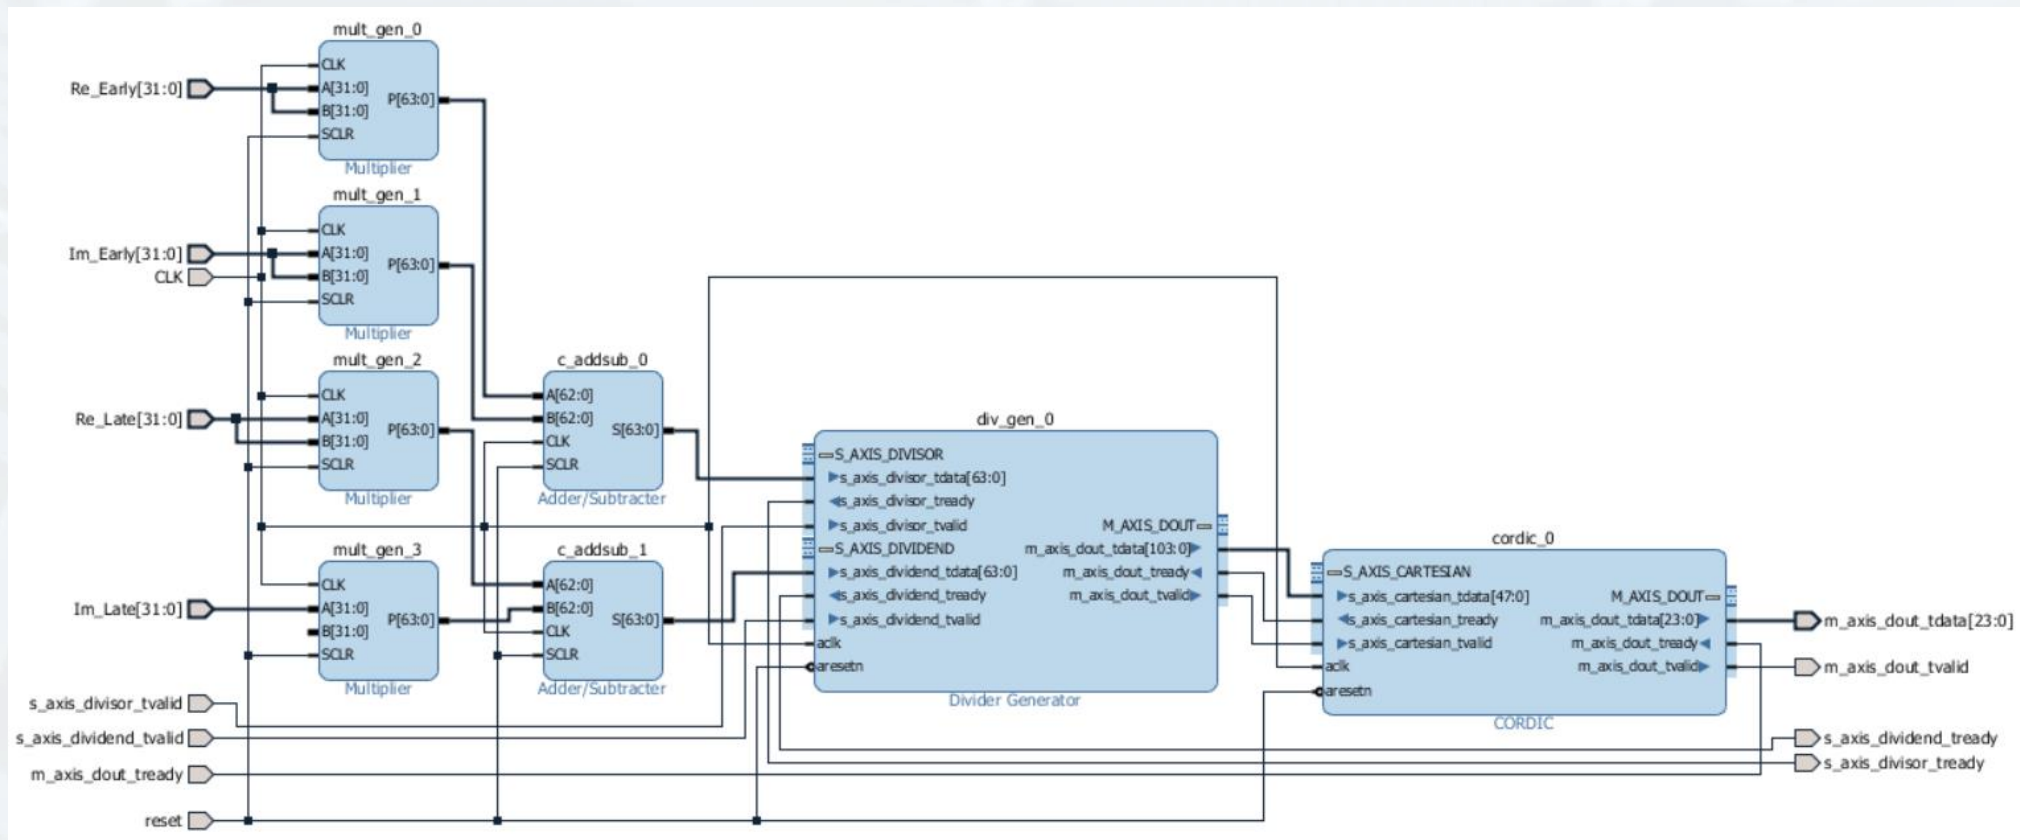 mult_gen_0
CLK
Re_Early[31:0]
A[31:0]
P[63:0]
B[31:0]
SCLR
Multiplier
mult_gen_1
CLK
Im_Early[31:0]
A[31:0]
P[63:0]
CLK
B[31:0]
SCLR
Multiplier
mult_gen_2
CLK
Re_Late[31:0]
A[31:0]
P[63:0]
B[31:0]
SCLR
Multiplier
c_addsub_0
A[62:0]
B[62:0]
S[63:0]
CLK
SCLR
Adder/Subtracter
mult_gen_3
CLK
Im_Late[31:0]
A[31:0]
P[63:0]
B[31:0]
SCLR
Multiplier
c_addsub_1
A[62:0]
B[62:0]
S[63:0]
CLK
SCLR
Adder/Subtracter
div_gen_0
S_AXIS_DIVISOR
s_axis_divisor_tdata[63:0]
s_axis_divisor_tready
s_axis_divisor_tvalid
S_AXIS_DIVIDEND
s_axis_dividend_tdata[63:0]
s_axis_dividend_tready
s_axis_dividend_tvalid
aclk
aresetn
M_AXIS_DOUT
m_axis_dout_tdata[103:0]
m_axis_dout_tready
m_axis_dout_tvalid
Divider Generator
cordic_0
S_AXIS_CARTESIAN
s_axis_cartesian_tdata[47:0]
s_axis_cartesian_tready
s_axis_cartesian_tvalid
aclk
aresetn
M_AXIS_DOUT
m_axis_dout_tdata[23:0]
m_axis_dout_tready
m_axis_dout_tvalid
CORDIC
m_axis_dout_tdata[23:0]
m_axis_dout_tvalid
s_axis_dividend_tready
s_axis_divisor_tready
s_axis_divisor_tvalid
s_axis_dividend_tvalid
m_axis_dout_tready
reset